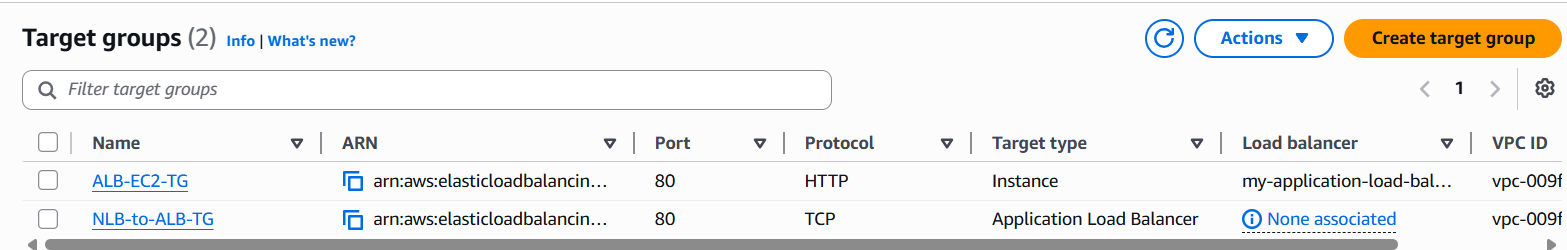 Target groups (2) Info | What's new? Actions Create target group
Filter target groups 1
Name ARN Port Protocol Target type Load balancer VPC ID
ALB-EC2-TG arn:aws:elasticloadbalancin... 80 HTTP Instance my-application-load-bal... vpc-009f
NLB-to-ALB-TG arn:aws:elasticloadbalancin... 80 TCP Application Load Balancer None associated vpc-009f